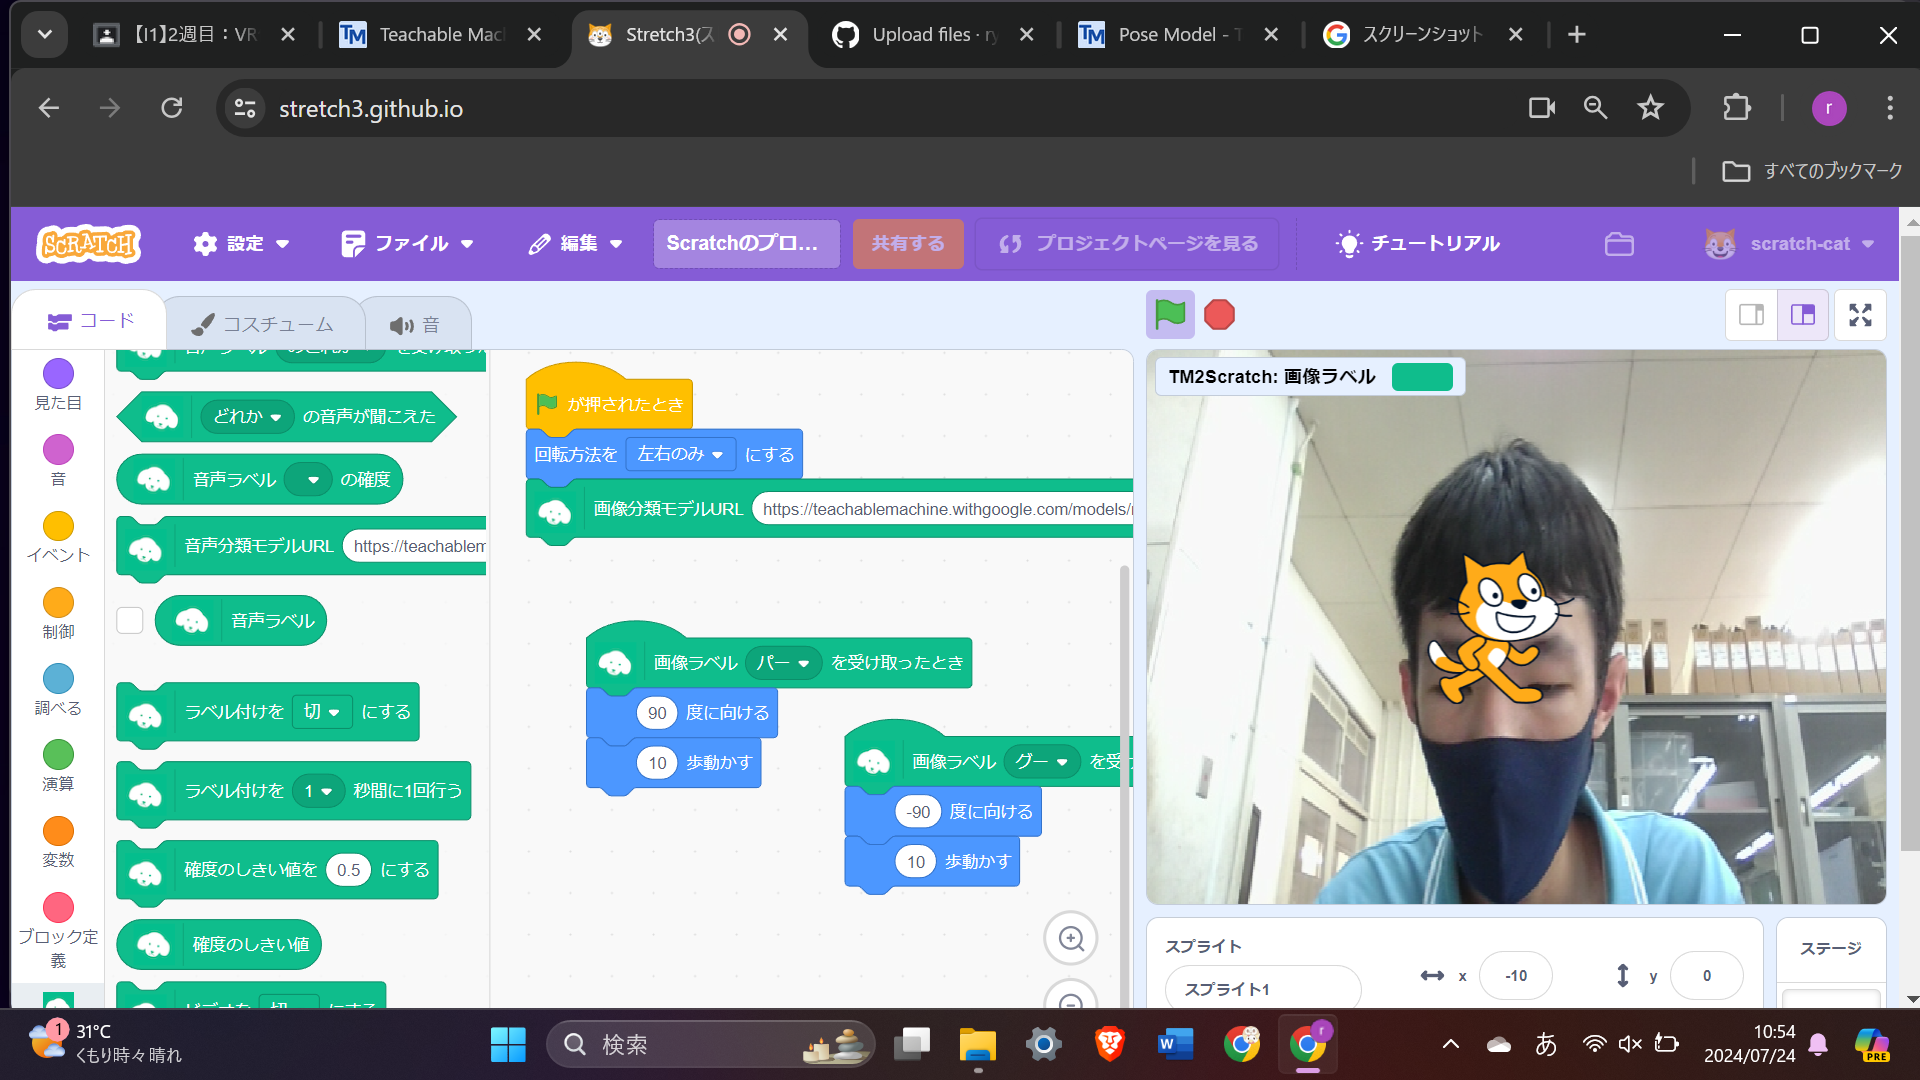 【I1】2週目：VR
Teachable Mac
Stretch3(ス
Upload files · ry
Pose Model - T
スクリーンショット
stretch3.github.io
r
すべてのブックマーク
SCRATCH
設定
ファイル
編集
Scratchのプロ...
共有する
プロジェクトページを見る
チュートリアル
scratch-cat
コード
コスチューム
音
見た目
音
イベント
制御
調べる
演算
変数
ブロック定
義
どれか の音声が聞こえた
音声ラベル の確度
音声分類モデルURL https://teachablem
音声ラベル
ラベル付けを 切 にする
ラベル付けを 1 秒間に1回行う
確度のしきい値を 0.5 にする
確度のしきい値
が押されたとき
回転方法を 左右のみ にする
画像分類モデルURL https://teachablemachine.withgoogle.com/models/
画像ラベル パー を受け取ったとき
90 度に向ける
10 歩動かす
画像ラベル グー を受け
-90 度に向ける
10 歩動かす
TM2Scratch: 画像ラベル
スプライト
スプライト1
x -10
y 0
ステージ
1
31°C
くもり時々晴れ
検索
W
r
あ
10:54
2024/07/24
PRE